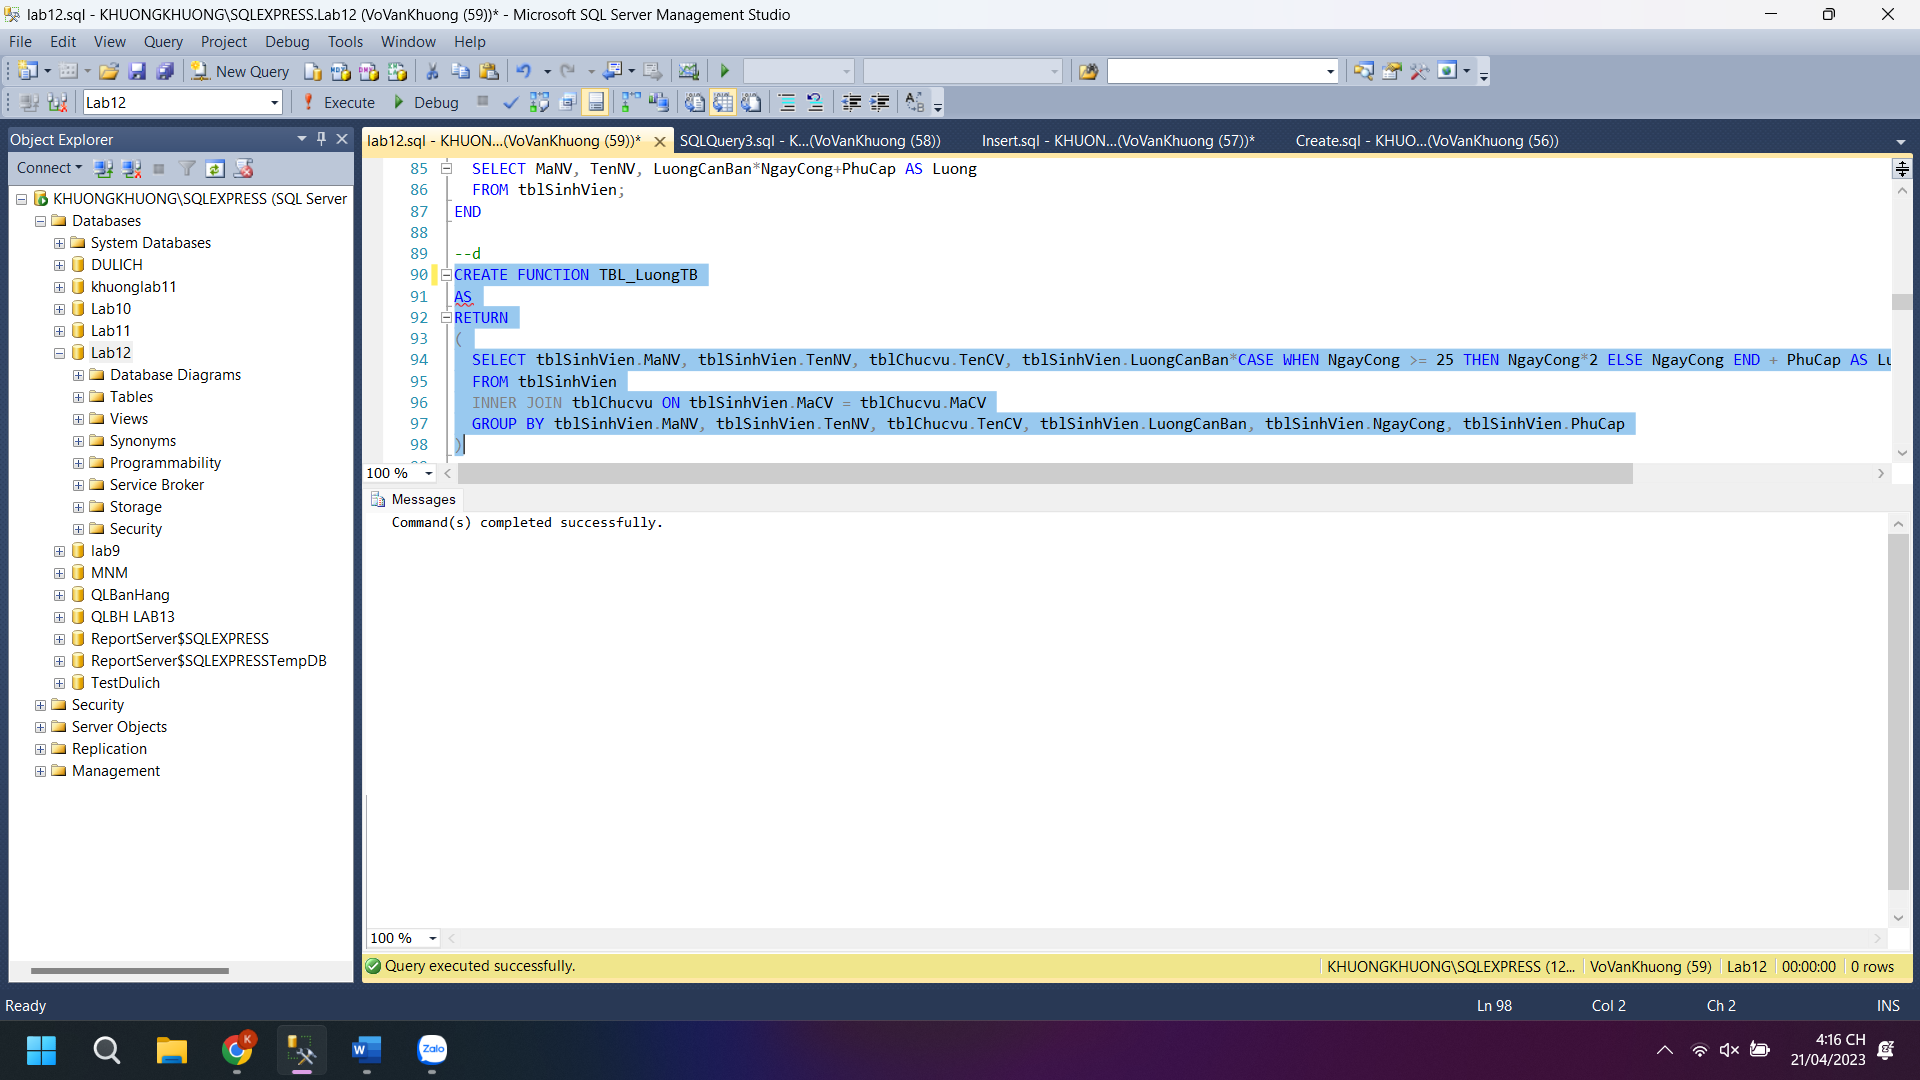 lab12.sql - KHUONGKHUONG\SQLEXPRESS.Lab12 (VoVanKhuong (59))* - Microsoft SQL Server Management Studio
File Edit View Query Project Debug Tools Window Help
New Query
Lab12 Execute Debug
Object Explorer
Connect
KHUONGKHUONG\SQLEXPRESS (SQL Server
Databases
System Databases
DULICH
khuonglab11
Lab10
Lab11
Lab12
Database Diagrams
Tables
Views
Synonyms
Programmability
Service Broker
Storage
Security
lab9
MNM
QLBanHang
QLBH LAB13
ReportServer$SQLEXPRESS
ReportServer$SQLEXPRESSTempDB
TestDulich
Security
Server Objects
Replication
Management
lab12.sql - KHUON...(VoVanKhuong (59))* SQLQuery3.sql - K...(VoVanKhuong (58)) Insert.sql - KHUON...(VoVanKhuong (57))* Create.sql - KHUO...(VoVanKhuong (56))
85 SELECT MaNV, TenNV, LuongCanBan*NgayCong+PhuCap AS Luong
86 FROM tblSinhVien;
87 END
88
89 --d
90 CREATE FUNCTION TBL_LuongTB
91 AS
92 RETURN
93 (
94 SELECT tblSinhVien.MaNV, tblSinhVien.TenNV, tblChucvu.TenCV, tblSinhVien.LuongCanBan*CASE WHEN NgayCong >= 25 THEN NgayCong*2 ELSE NgayCong END + PhuCap AS Lu
95 FROM tblSinhVien
96 INNER JOIN tblChucvu ON tblSinhVien.MaCV = tblChucvu.MaCV
97 GROUP BY tblSinhVien.MaNV, tblSinhVien.TenNV, tblChucvu.TenCV, tblSinhVien.LuongCanBan, tblSinhVien.NgayCong, tblSinhVien.PhuCap
98 )
100 %
Messages
Command(s) completed successfully.
100 %
Query executed successfully. KHUONGKHUONG\SQLEXPRESS (12... VoVanKhuong (59) Lab12 00:00:00 0 rows
Ready Ln 98 Col 2 Ch 2 INS
K
Zalo
4:16 CH
21/04/2023